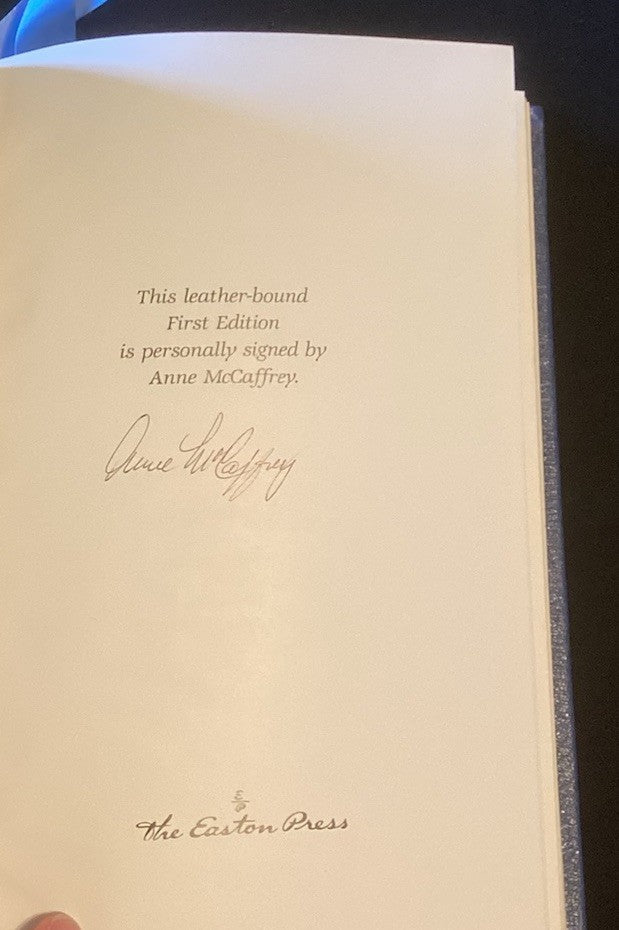 This leather-bound
First Edition
is personally signed by
Anne McCaffrey.
Anne McCaffrey
The Easton Press